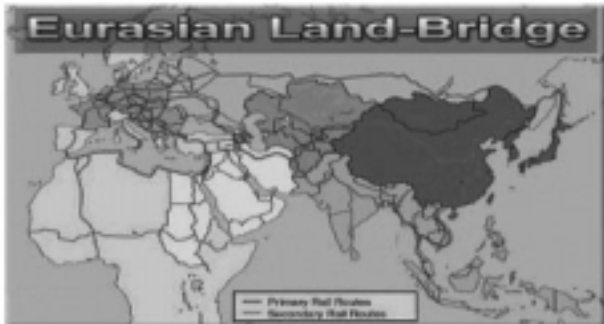 Eurasian Land-Bridge
Primary Rail Routes
Secondary Rail Routes